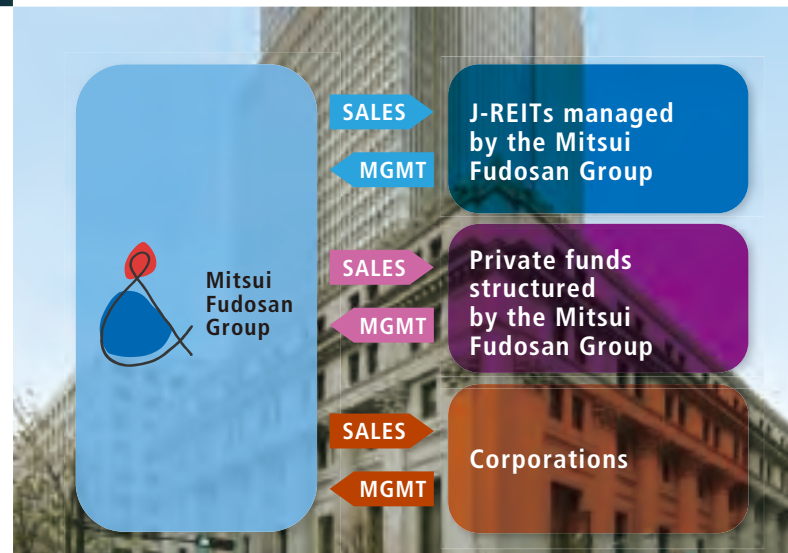 Mitsui
Fudosan
Group
SALES
MGMT
J-REITs managed
by the Mitsui
Fudosan Group
SALES
MGMT
Private funds
structured
by the Mitsui
Fudosan Group
SALES
MGMT
Corporations